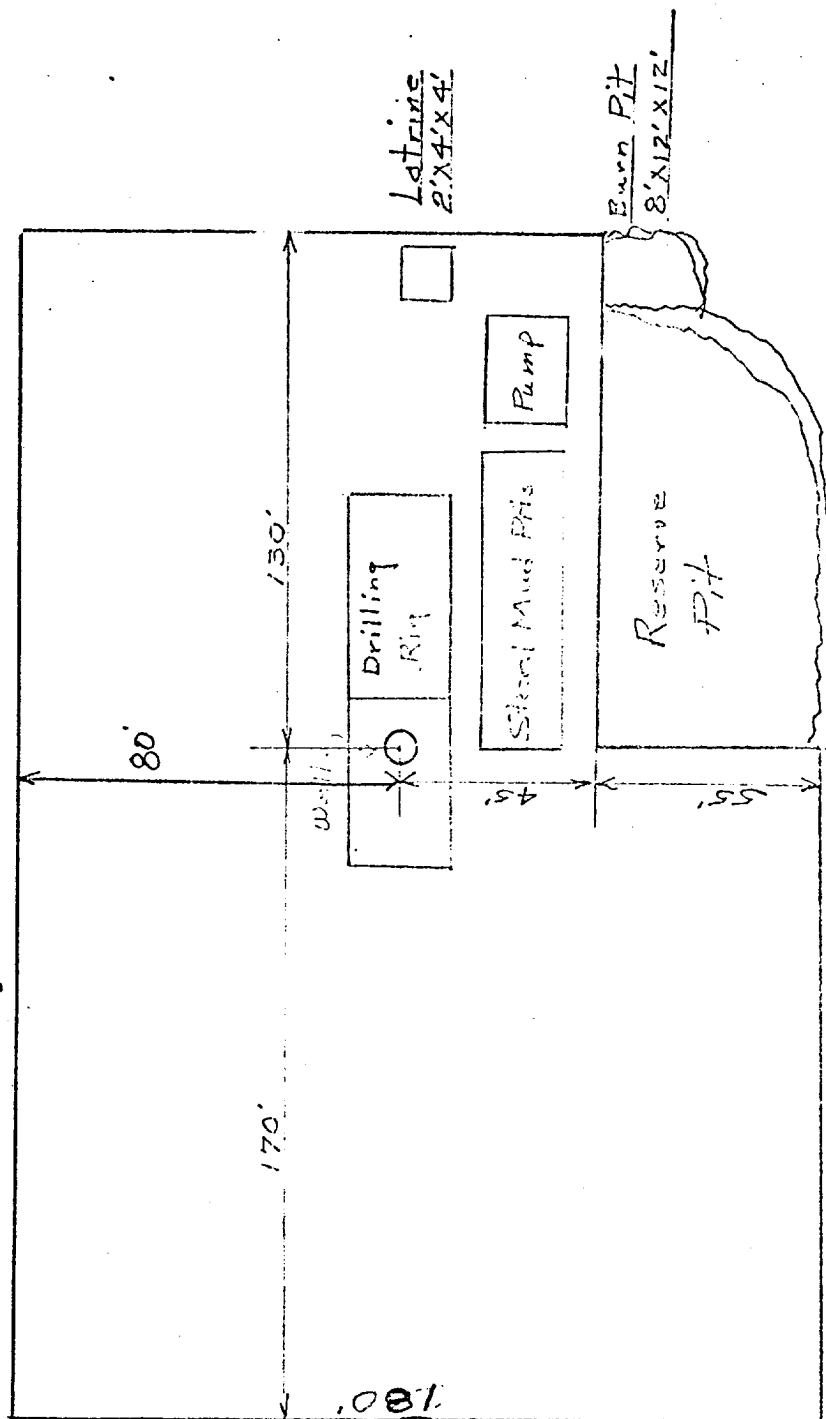 Latrine
2'X4'X4'
Burn Pit
8'X12'X12'
80'
130'
Drilling
Rig
Pump
Steel Mud Pits
Reserve
Pit
45'
55'
170'
180'